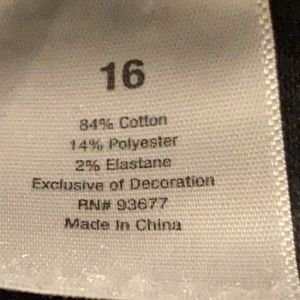 16
84% Cotton
14% Polyester
2% Elastane
Exclusive of Decoration
RN# 93677
Made In China